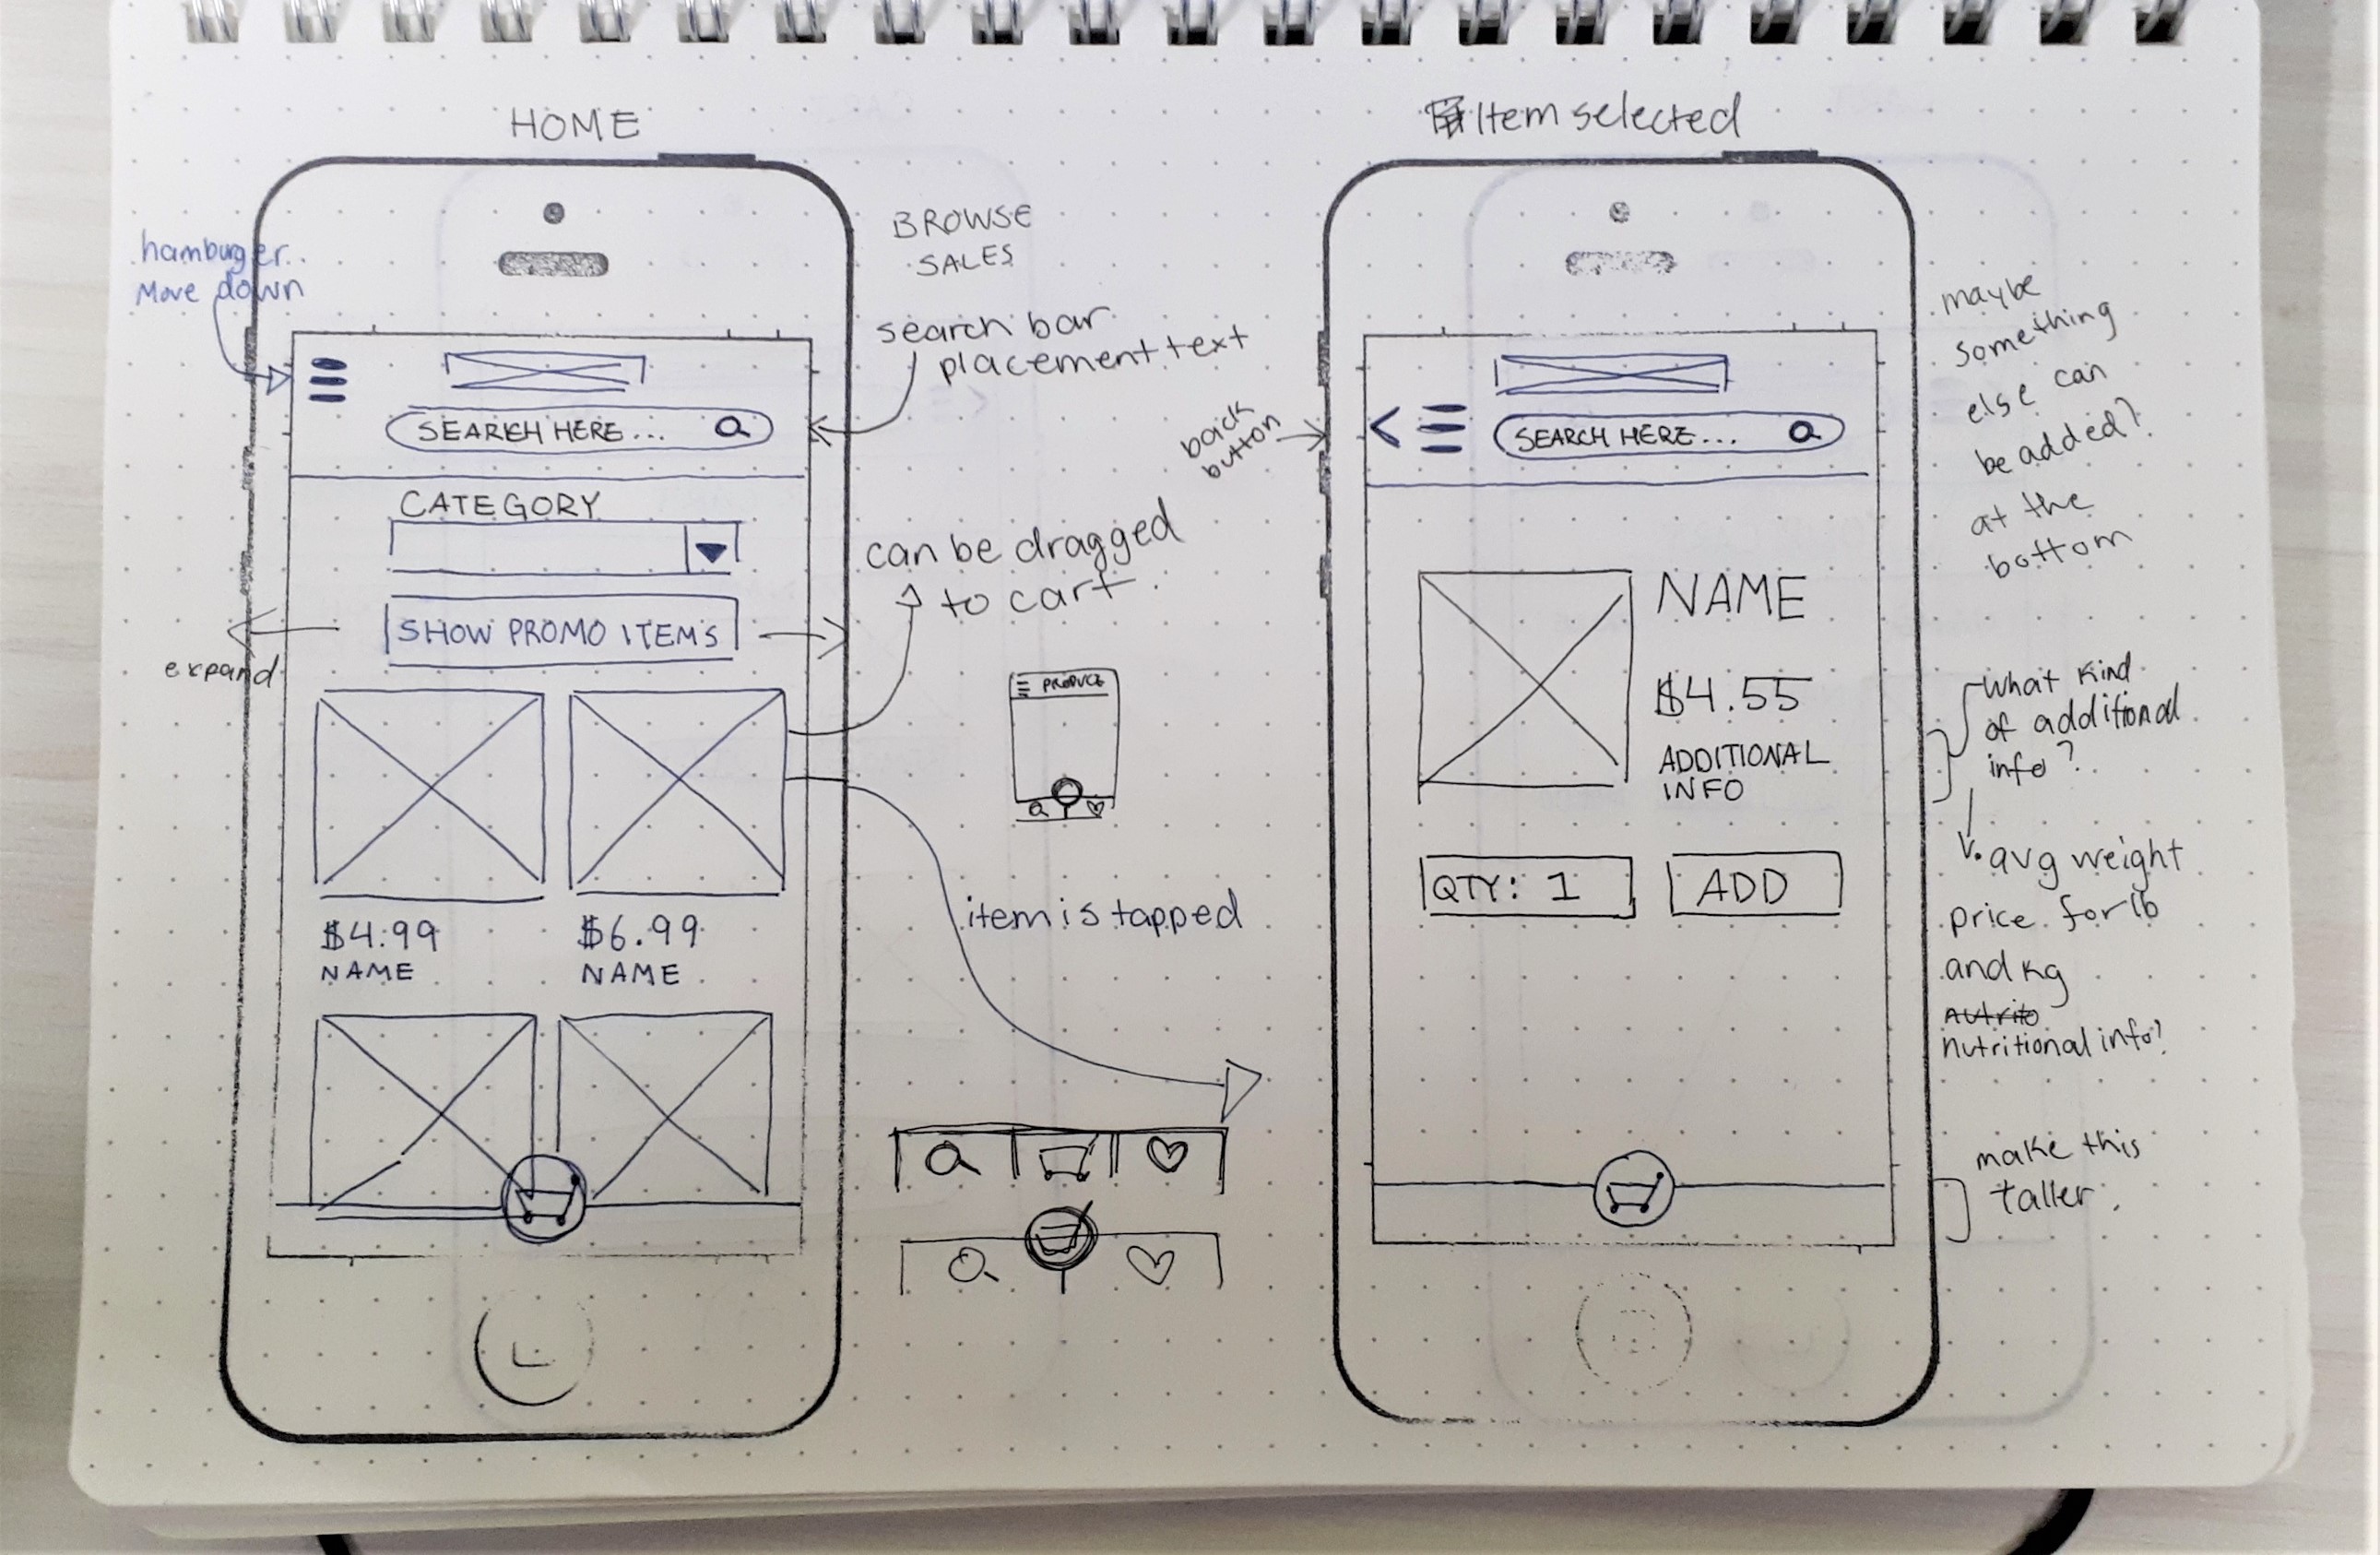 HOME
hamburger
Move down
BROWSE
SALES
search bar
placement text
SEARCH HERE...
CATEGORY
SHOW PROMO ITEMS
expand
can be dragged
to cart.
PRODUCE
$4.99
NAME
$6.99
NAME
item is tapped
Item selected
back
button
SEARCH HERE...
NAME
$4.55
ADDITIONAL
INFO
QTY: 1
ADD
maybe
something
else can
be added?
at the
bottom
What kind
of additional
info?
• avg weight
price for lb
and kg
nutrito
nutritional info?
make this
taller.